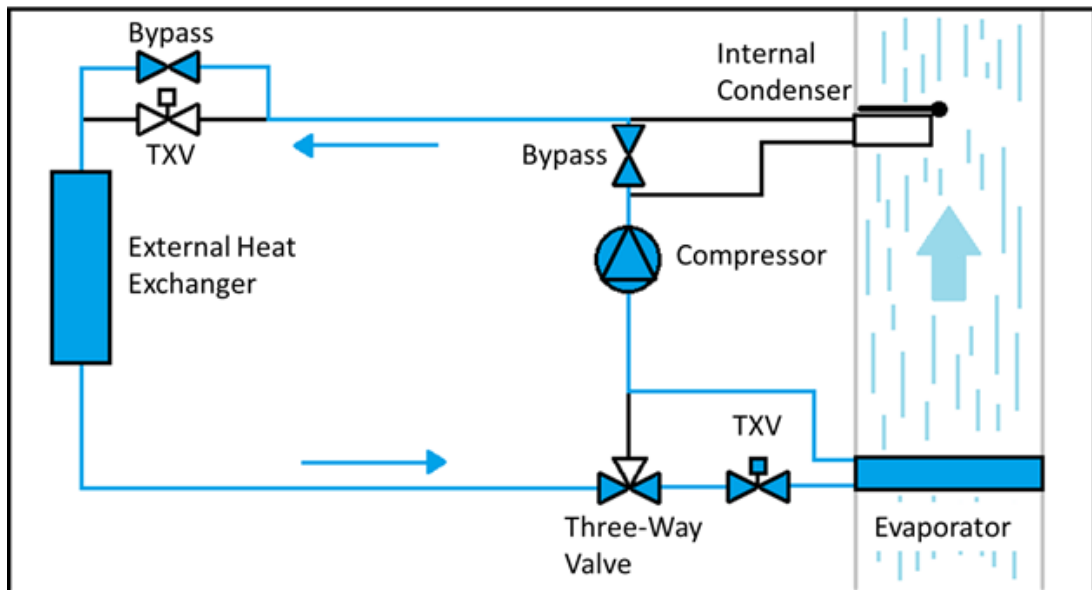 Bypass
TXV
Internal
Condenser
Bypass
External Heat
Exchanger
Compressor
TXV
Three-Way
Valve
Evaporator